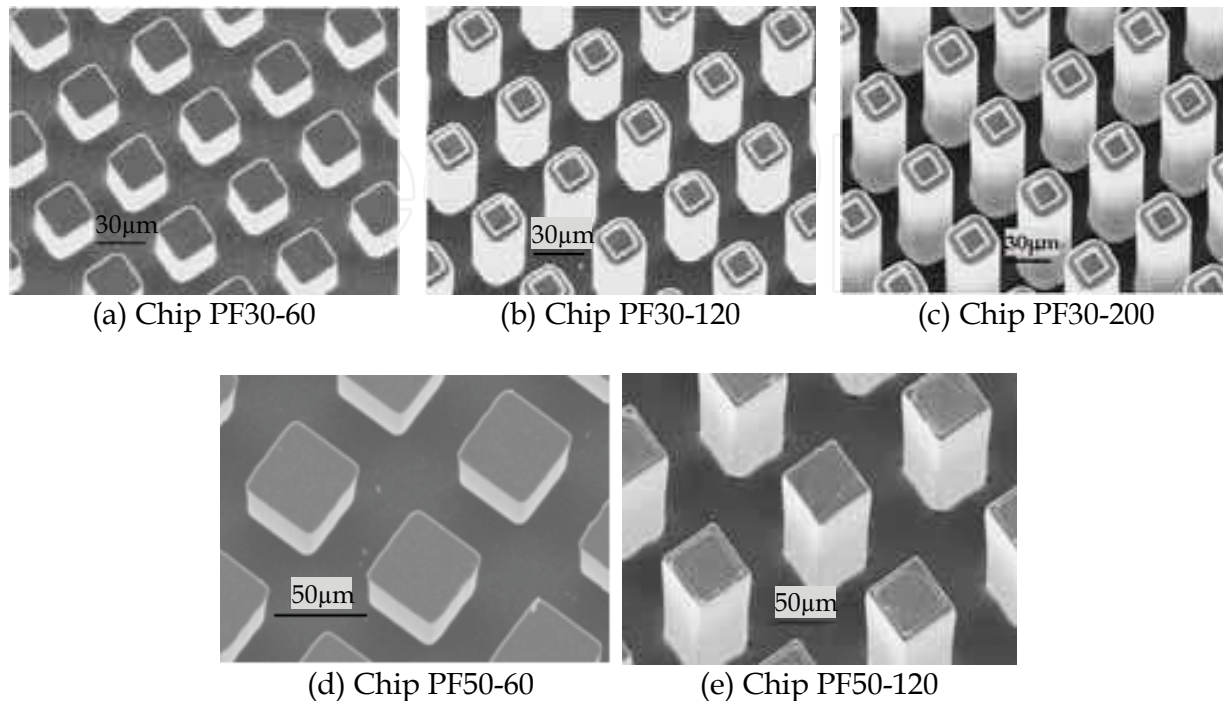 30µm
30µm
30µm
(a) Chip PF30-60
(b) Chip PF30-120
(c) Chip PF30-200
50µm
50µm
(d) Chip PF50-60
(e) Chip PF50-120